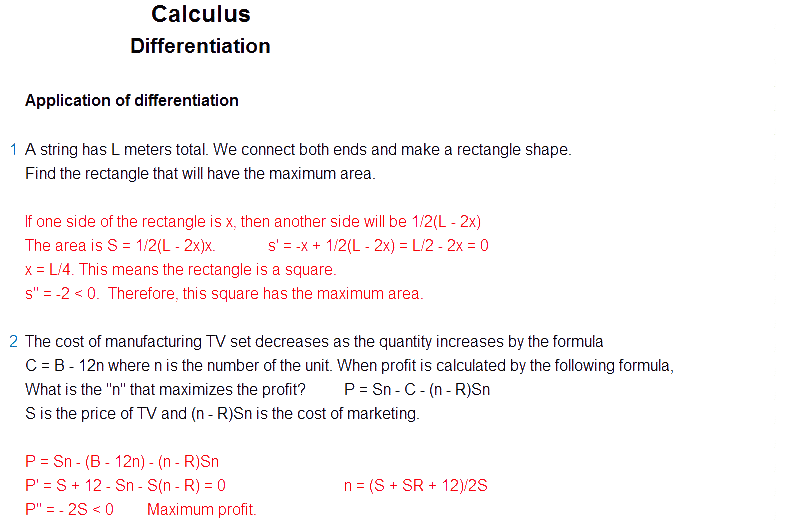 Calculus
Differentiation
Application of differentiation
1 A string has L meters total. We connect both ends and make a rectangle shape.
Find the rectangle that will have the maximum area.
If one side of the rectangle is x, then another side will be 1/2(L - 2x)
The area is S = 1/2(L - 2x)x. s' = -x + 1/2(L - 2x) = L/2 - 2x = 0
x = L/4. This means the rectangle is a square.
s" = -2 < 0. Therefore, this square has the maximum area.
2 The cost of manufacturing TV set decreases as the quantity increases by the formula
C = B - 12n where n is the number of the unit. When profit is calculated by the following formula,
What is the "n" that maximizes the profit? P = Sn - C - (n - R)Sn
S is the price of TV and (n - R)Sn is the cost of marketing.
P = Sn - (B - 12n) - (n - R)Sn
P' = S + 12 - Sn - S(n - R) = 0 n = (S + SR + 12)/2S
P" = - 2S < 0 Maximum profit.